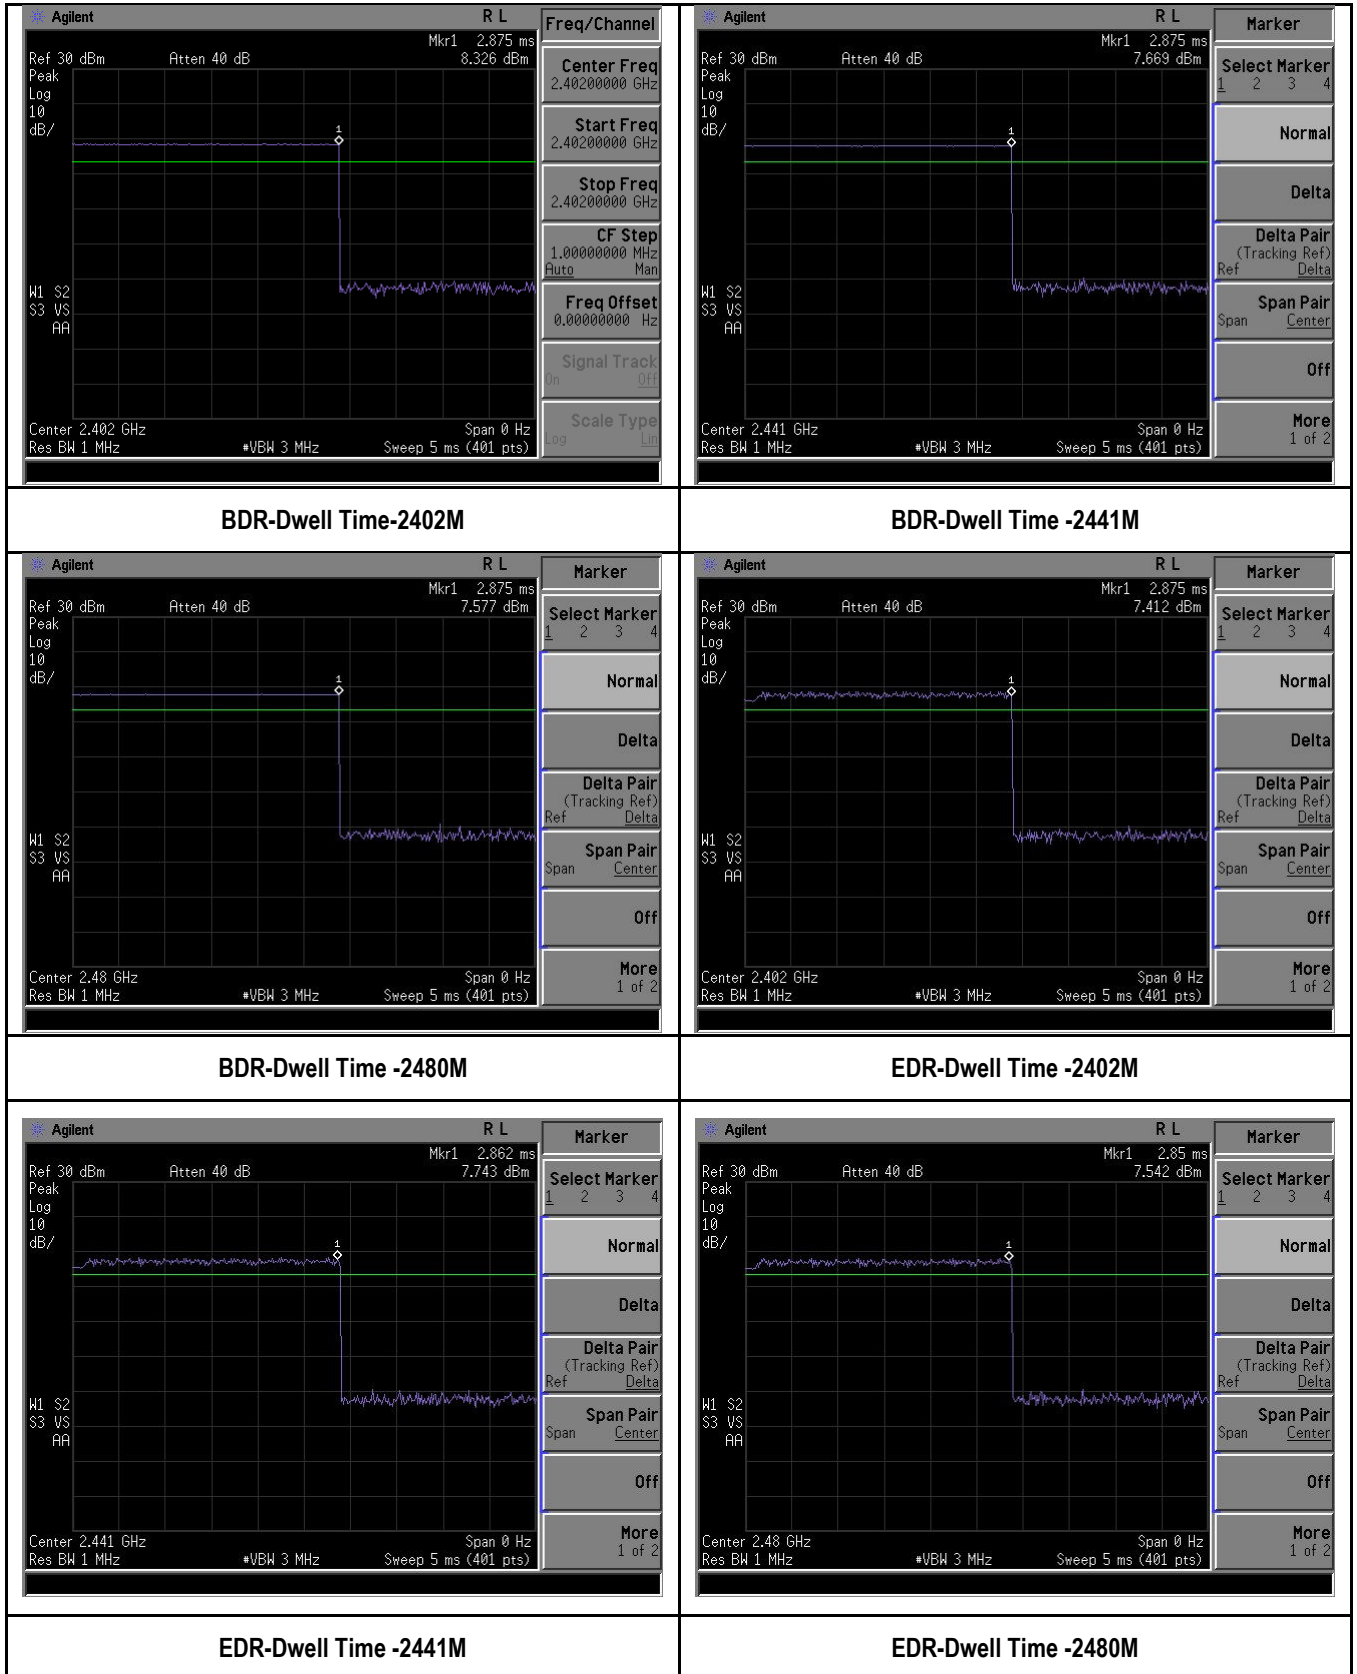 Agilent R L
Freq/Channel
Mkr1 2.875 ms
Ref 30 dBm Atten 40 dB 8.326 dBm
Peak
Log
10
dB/
1
W1 S2
S3 VS
AA
Center 2.402 GHz Span 0 Hz
Res BW 1 MHz #VBW 3 MHz Sweep 5 ms (401 pts)
Center Freq
2.40200000 GHz
Start Freq
2.40200000 GHz
Stop Freq
2.40200000 GHz
CF Step
1.00000000 MHz
Auto Man
Freq Offset
0.00000000 Hz
Signal Track
On Off
Scale Type
Log Lin
Agilent R L
Marker
Mkr1 2.875 ms
Ref 30 dBm Atten 40 dB 7.669 dBm
Peak
Log
10
dB/
1
W1 S2
S3 VS
AA
Center 2.441 GHz Span 0 Hz
Res BW 1 MHz #VBW 3 MHz Sweep 5 ms (401 pts)
Select Marker
1 2 3 4
Normal
Delta
Delta Pair
(Tracking Ref)
Ref Delta
Span Pair
Span Center
Off
More
1 of 2
BDR-Dwell Time-2402M
BDR-Dwell Time -2441M
Agilent R L
Marker
Mkr1 2.875 ms
Ref 30 dBm Atten 40 dB 7.577 dBm
Peak
Log
10
dB/
1
W1 S2
S3 VS
AA
Center 2.48 GHz Span 0 Hz
Res BW 1 MHz #VBW 3 MHz Sweep 5 ms (401 pts)
Select Marker
1 2 3 4
Normal
Delta
Delta Pair
(Tracking Ref)
Ref Delta
Span Pair
Span Center
Off
More
1 of 2
Agilent R L
Marker
Mkr1 2.875 ms
Ref 30 dBm Atten 40 dB 7.412 dBm
Peak
Log
10
dB/
1
W1 S2
S3 VS
AA
Center 2.402 GHz Span 0 Hz
Res BW 1 MHz #VBW 3 MHz Sweep 5 ms (401 pts)
Select Marker
1 2 3 4
Normal
Delta
Delta Pair
(Tracking Ref)
Ref Delta
Span Pair
Span Center
Off
More
1 of 2
BDR-Dwell Time -2480M
EDR-Dwell Time -2402M
Agilent R L
Marker
Mkr1 2.862 ms
Ref 30 dBm Atten 40 dB 7.743 dBm
Peak
Log
10
dB/
1
W1 S2
S3 VS
AA
Center 2.441 GHz Span 0 Hz
Res BW 1 MHz #VBW 3 MHz Sweep 5 ms (401 pts)
Select Marker
1 2 3 4
Normal
Delta
Delta Pair
(Tracking Ref)
Ref Delta
Span Pair
Span Center
Off
More
1 of 2
Agilent R L
Marker
Mkr1 2.85 ms
Ref 30 dBm Atten 40 dB 7.542 dBm
Peak
Log
10
dB/
1
W1 S2
S3 VS
AA
Center 2.48 GHz Span 0 Hz
Res BW 1 MHz #VBW 3 MHz Sweep 5 ms (401 pts)
Select Marker
1 2 3 4
Normal
Delta
Delta Pair
(Tracking Ref)
Ref Delta
Span Pair
Span Center
Off
More
1 of 2
EDR-Dwell Time -2441M
EDR-Dwell Time -2480M